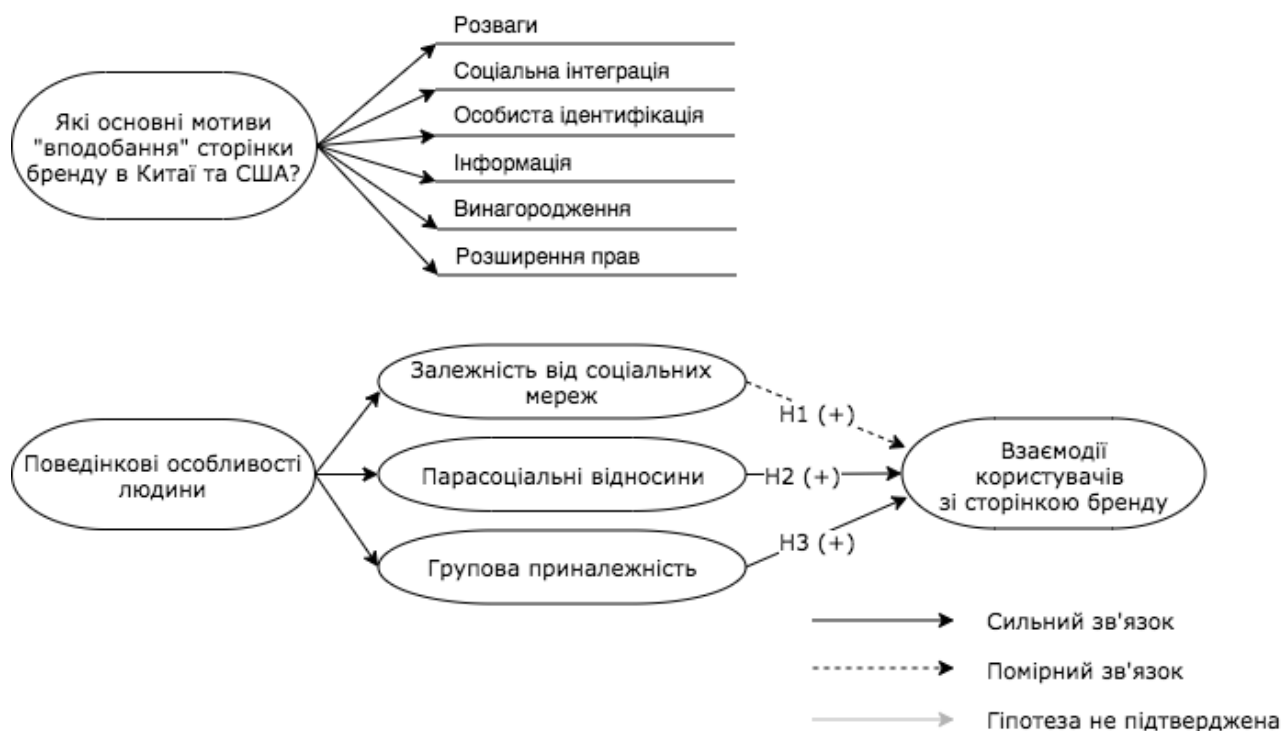 Розваги
Соціальна інтеграція
Особиста ідентифікація
Інформація
Винагородження
Розширення прав
Які основні мотиви
"вподобання" сторінки
бренду в Китаї та США?
Залежність від соціальних
мереж
Парасоціальні відносини
Групова приналежність
Поведінкові особливості
людини
H1 (+)
H2 (+)
H3 (+)
Взаємодії
користувачів
зі сторінкою бренду
Сильний зв'язок
Помірний зв'язок
Гіпотеза не підтверджена